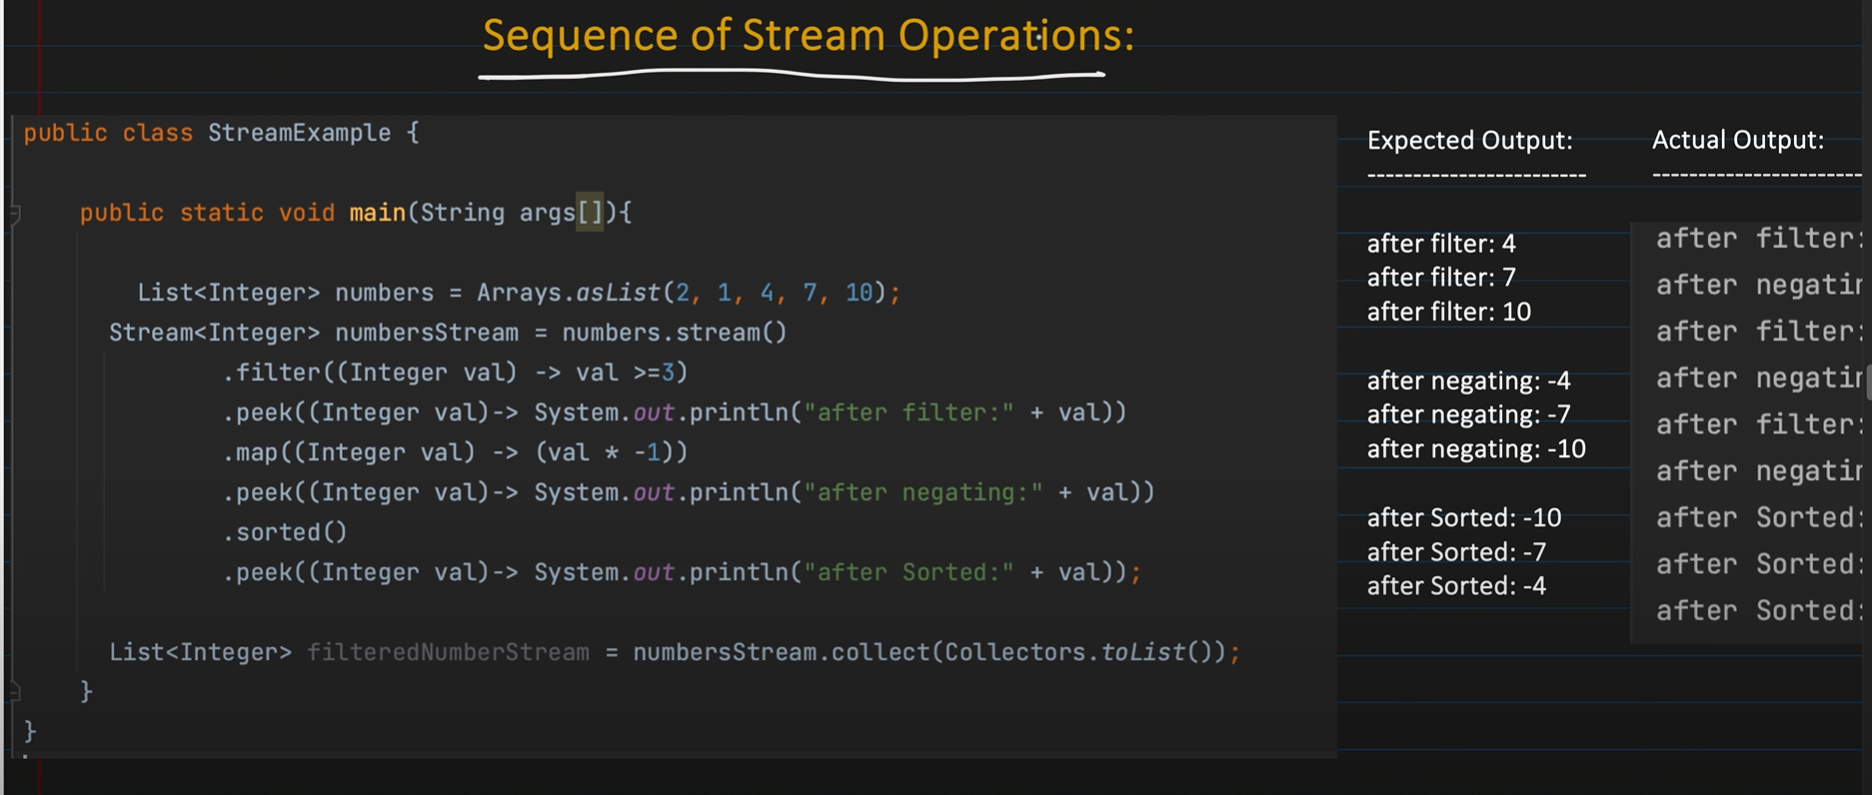 Sequence of Stream Operations:
public class StreamExample {
public static void main(String args[]){
List<Integer> numbers = Arrays.asList(2, 1, 4, 7, 10);
Stream<Integer> numbersStream = numbers.stream()
.filter((Integer val) -> val >=3)
.peek((Integer val)-> System.out.println("after filter:" + val))
.map((Integer val) -> (val * -1))
.peek((Integer val)-> System.out.println("after negating:" + val))
.sorted()
.peek((Integer val)-> System.out.println("after Sorted:" + val));
List<Integer> filteredNumberStream = numbersStream.collect(Collectors.toList());
}
}
Expected Output:
------------------------
after filter: 4
after filter: 7
after filter: 10
after negating: -4
after negating: -7
after negating: -10
after Sorted: -10
after Sorted: -7
after Sorted: -4
Actual Output:
-----------------------
after filter:
after
after filter:
after
after filter:
after
after Sorted:
after Sorted:
after Sorted: